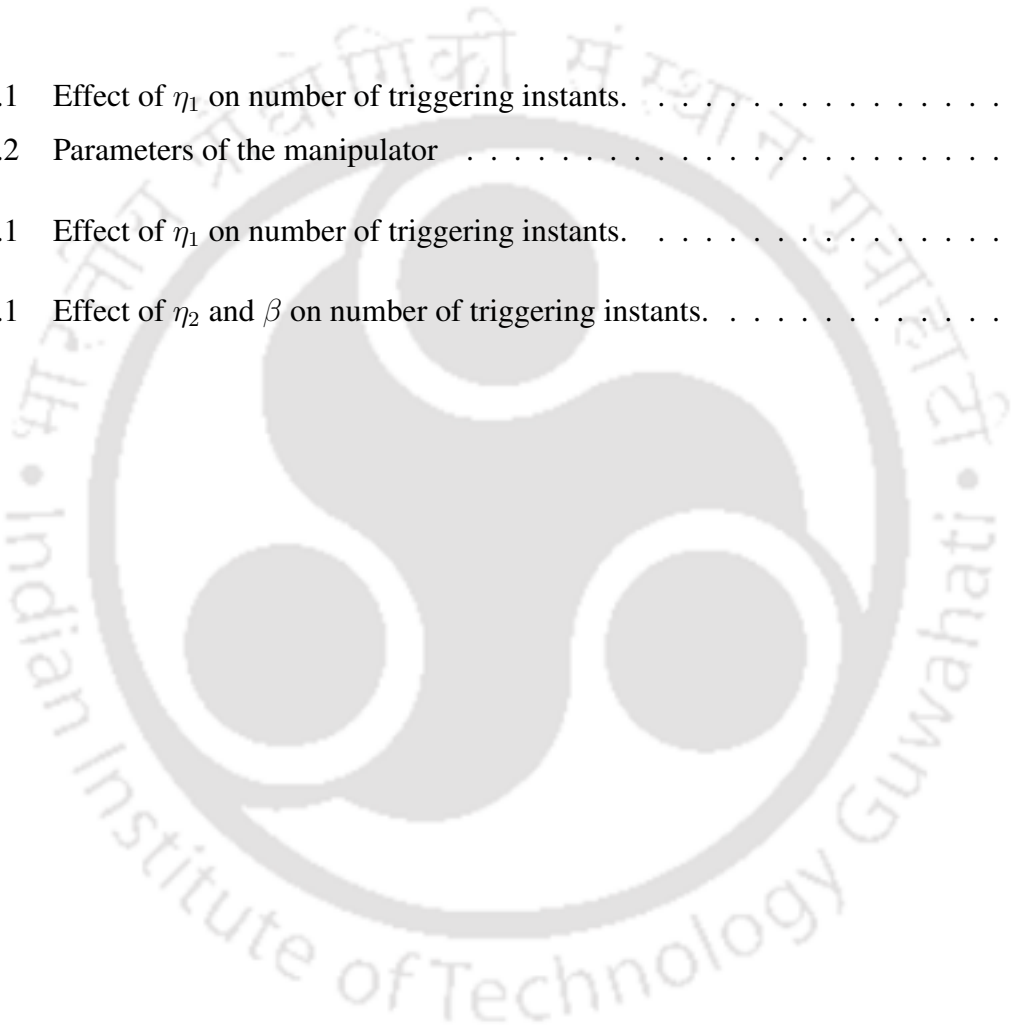 .1 Effect of η₁ on number of triggering instants. . . . . . . . . . . . . . . . .
.2 Parameters of the manipulator . . . . . . . . . . . . . . . . . . . . . . .
.1 Effect of η₁ on number of triggering instants. . . . . . . . . . . . . . . . .
.1 Effect of η₂ and β on number of triggering instants. . . . . . . . . . . . . .
भारतीय प्रौद्योगिकी संस्थान गुवाहाटी
• Indian Institute of Technology Guwahati •